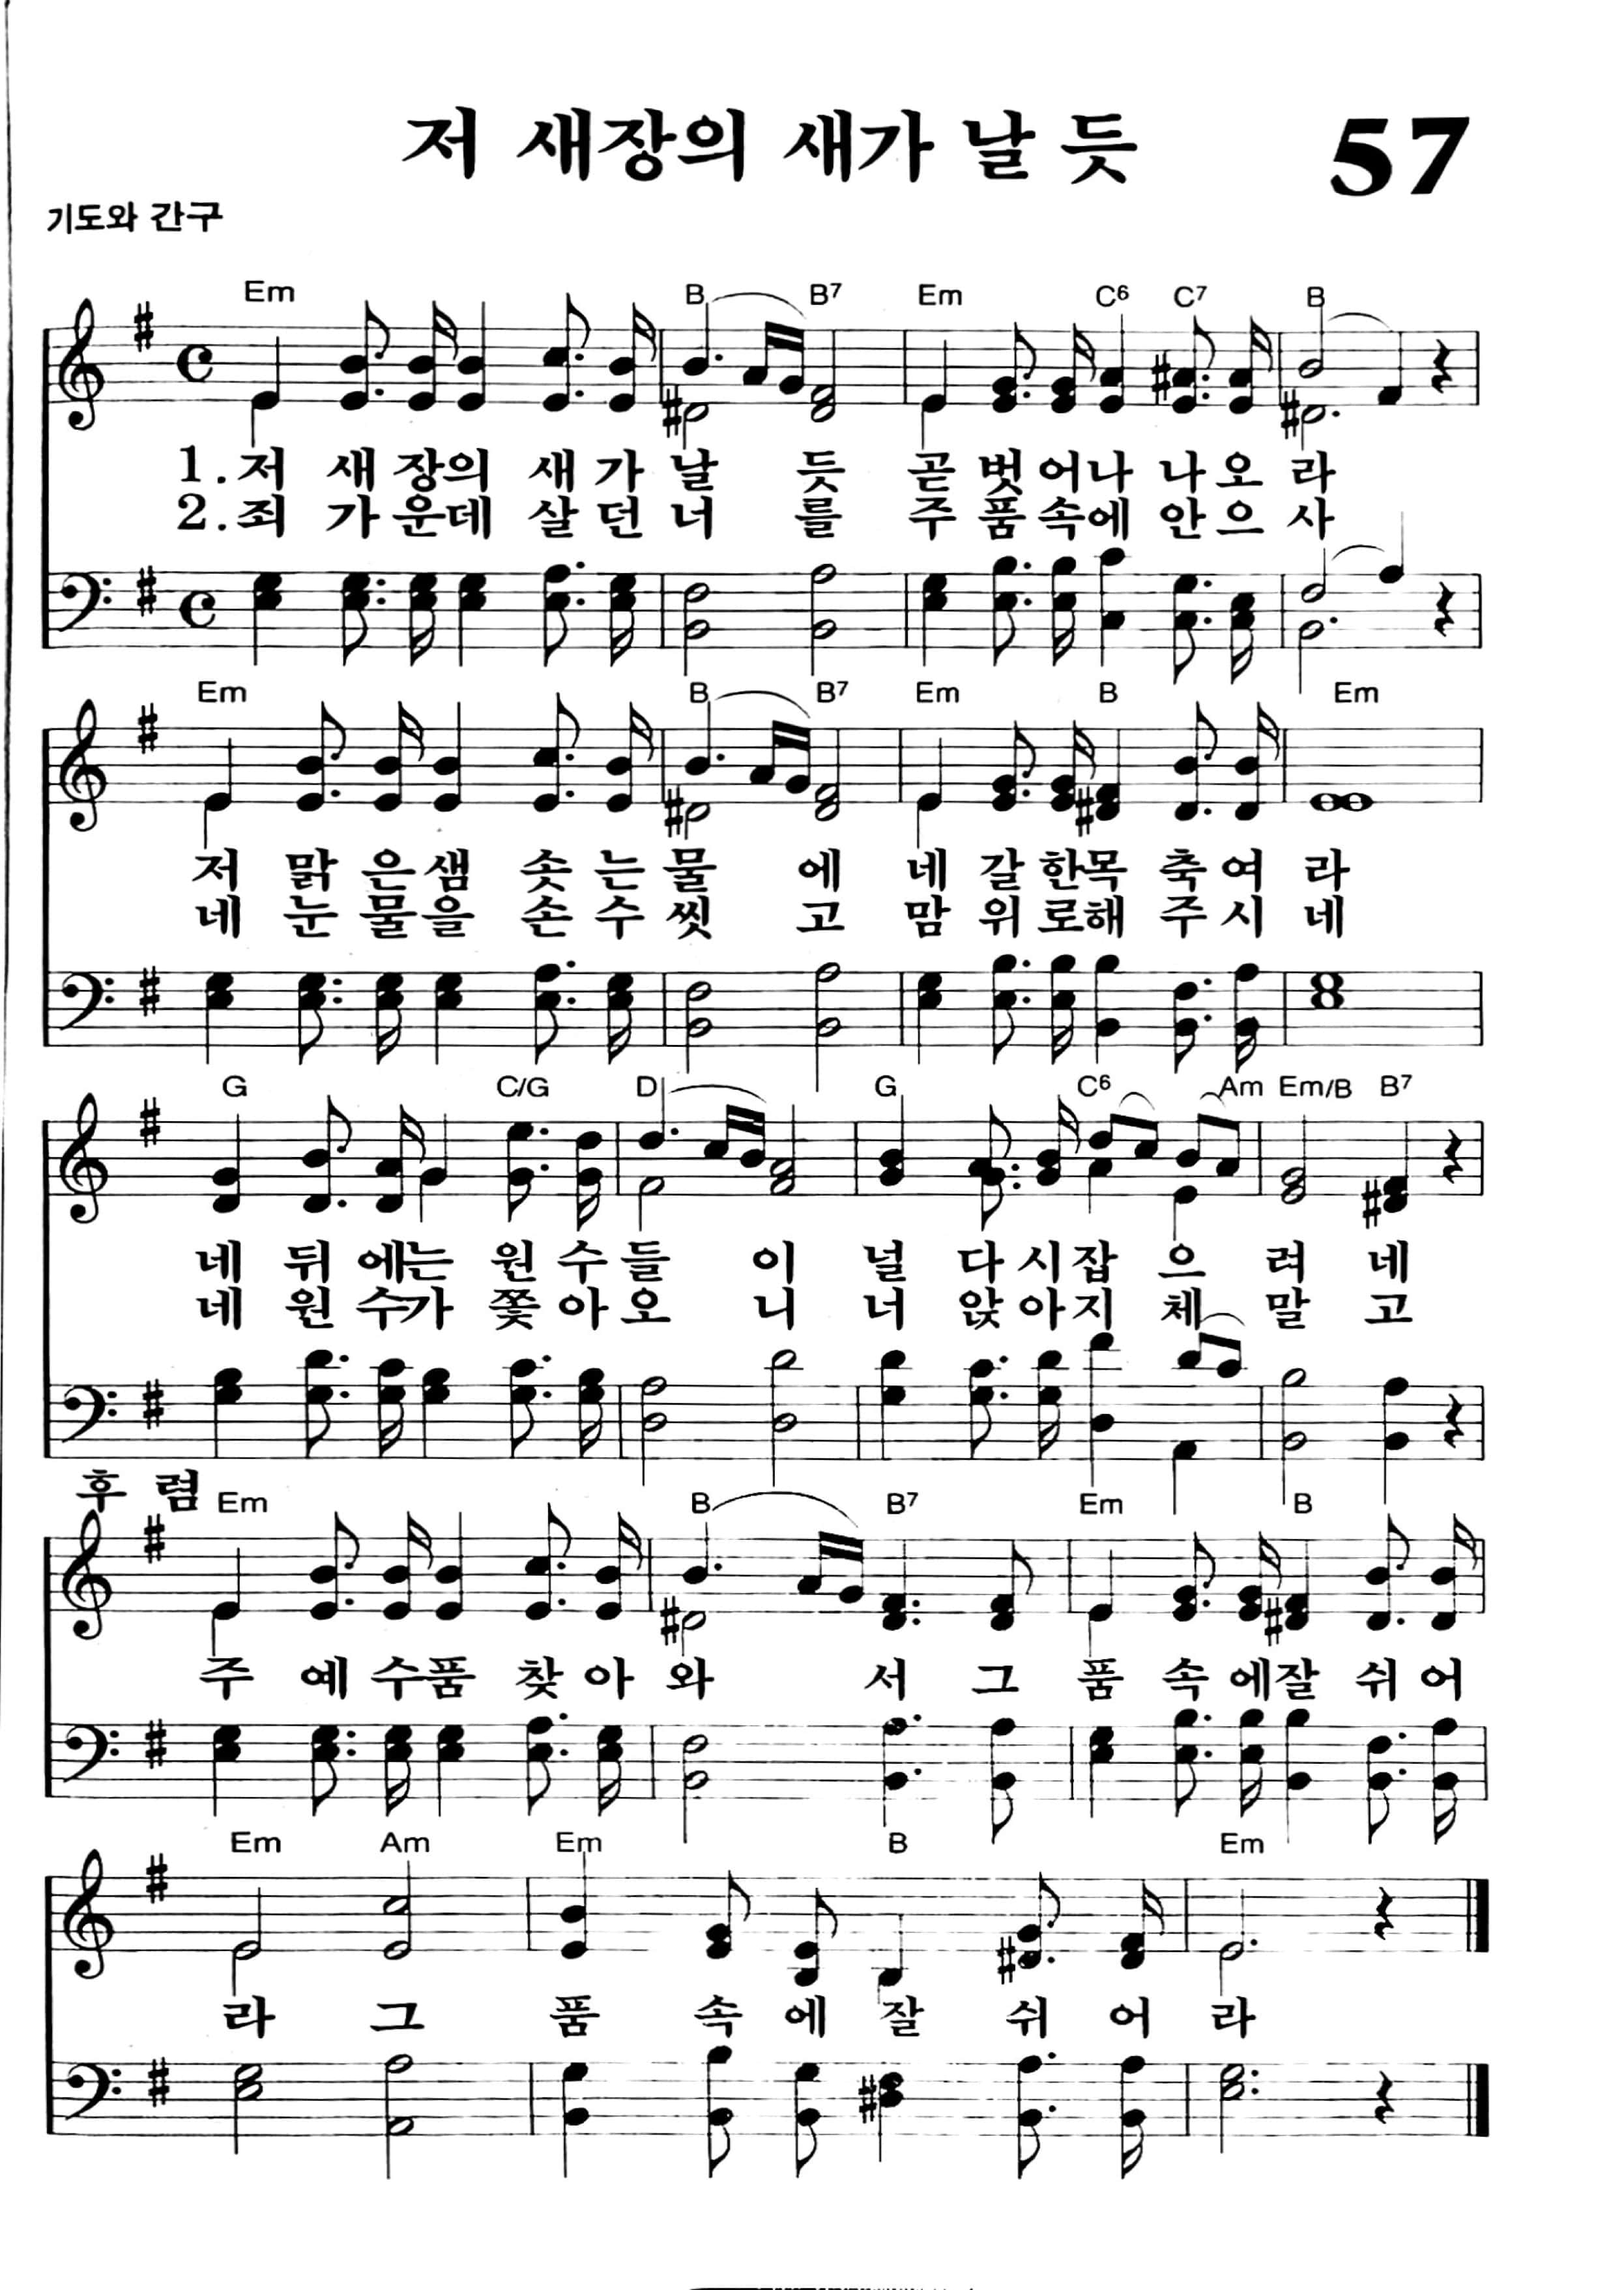 저 새장의 새가 날 듯 57
기도와 간구
Em B B7 Em C6 C7 B
1.저 새 장의 새 가 날 듯 곧 벗 어나 나 오 라
2.죄 가 운데 살 던 너 를 주 품 속에 안 으 사
Em B B7 Em B Em
저 맑 은샘 솟 는 물 에 네 갈 한목 축 여 라
네 눈 물을 손 수 씻 고 맘 위 로해 주 시 네
G C/G D G C6 Am Em/B B7
네 뒤 에는 원 수 들 이 널 다 시 잡 으 려 네
네 원 수가 쫓 아 오 니 너 앉 아 지 체 말 고
후 렴
Em B B7 Em B
주 예 수품 찾 아 와 서 그 품 속 에잘 쉬 어
Em Am Em B Em
라 그 품 속 에 잘 쉬 어 라